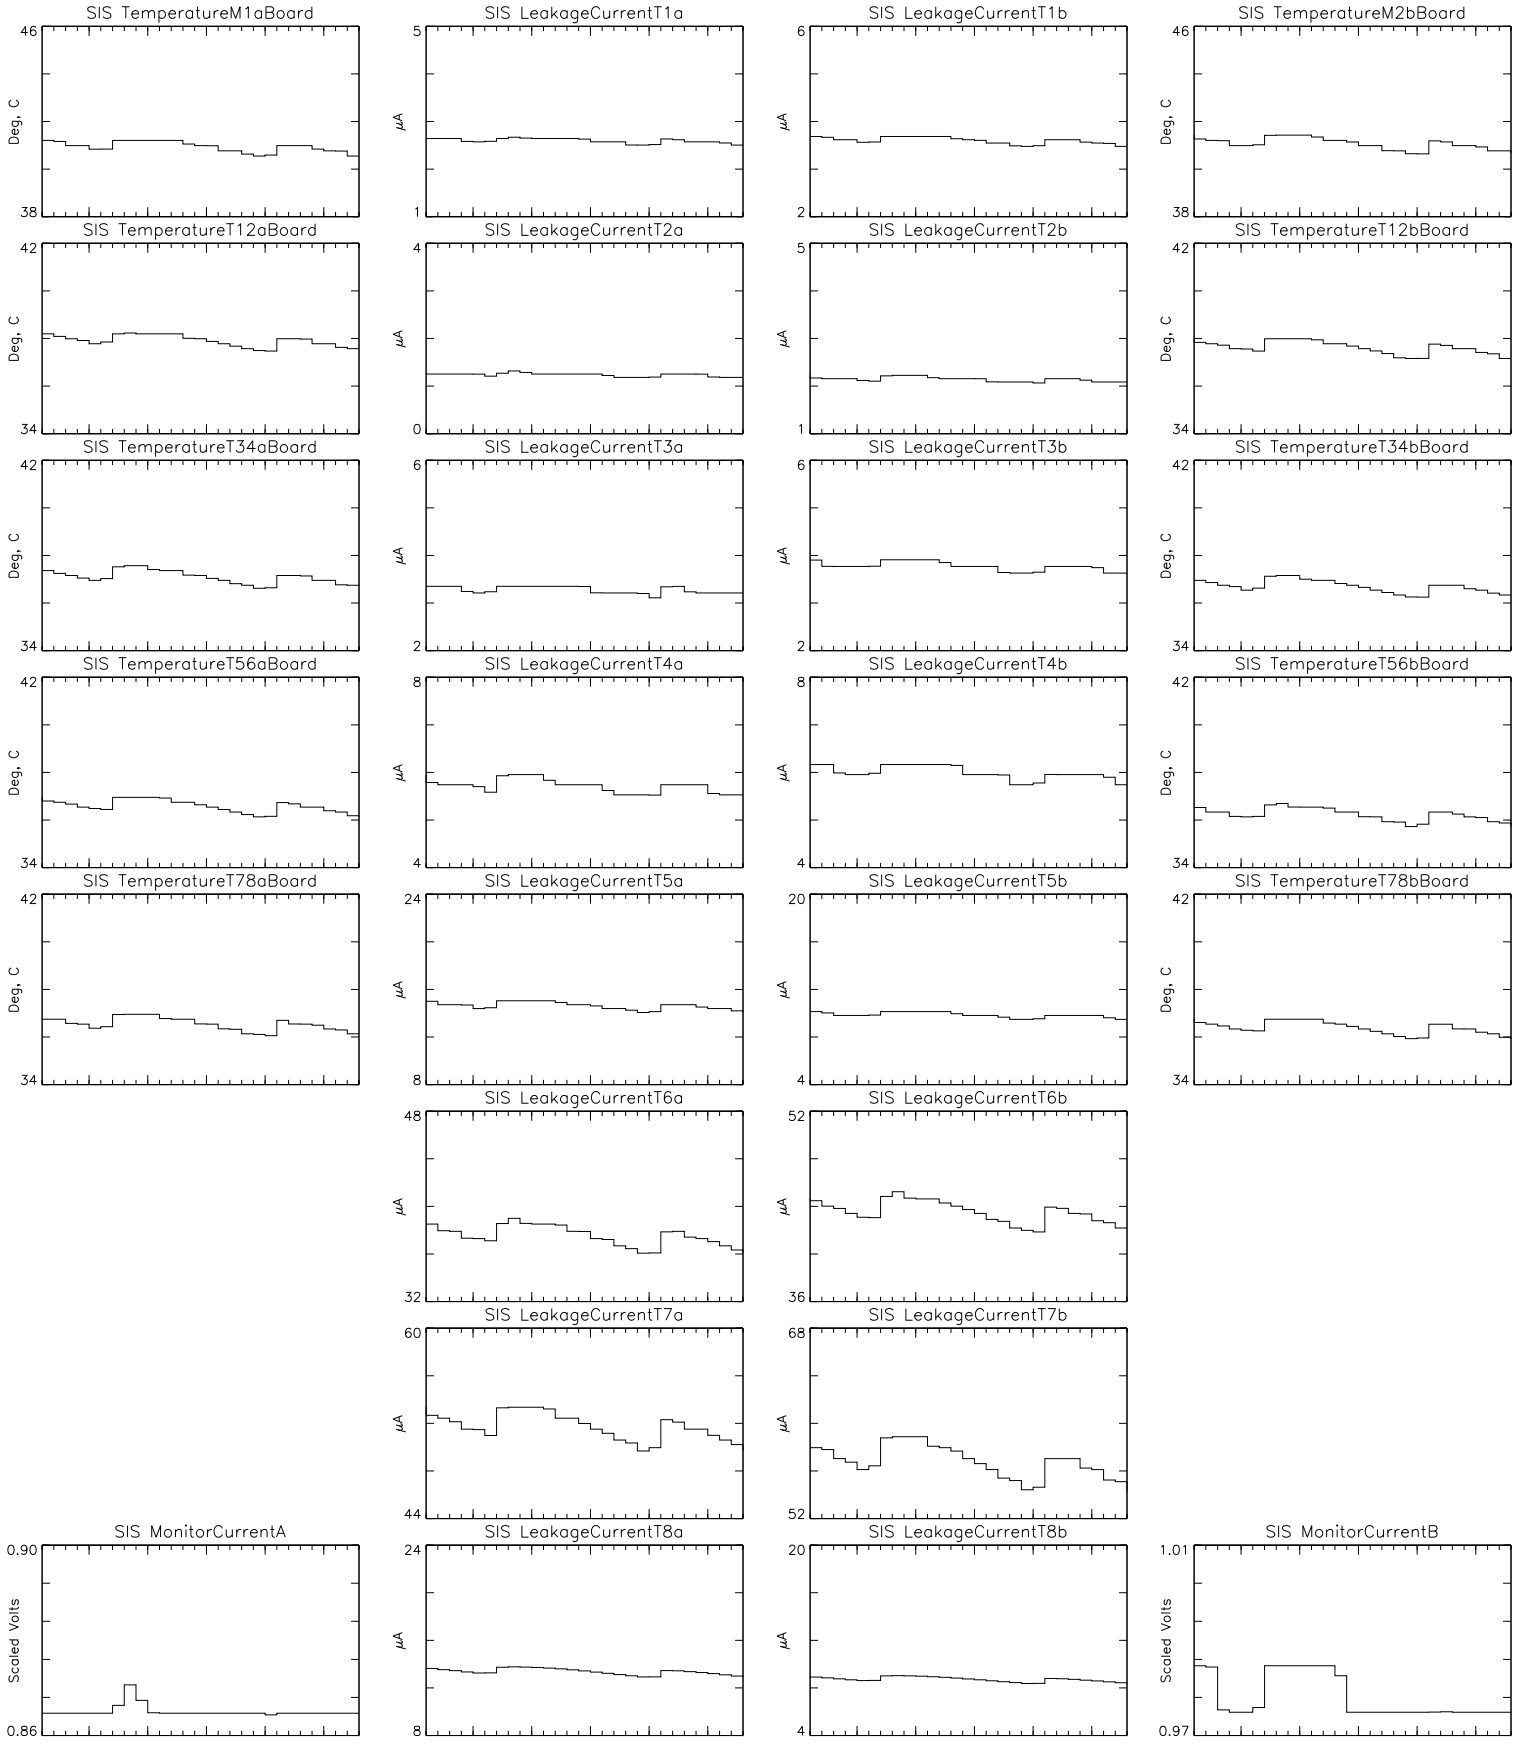 SIS TemperatureM1aBoard
46
Deg, C
38
SIS LeakageCurrentT1a
5
μA
1
SIS LeakageCurrentT1b
6
μA
2
SIS TemperatureM2bBoard
46
Deg, C
38
SIS TemperatureT12aBoard
42
Deg, C
34
SIS LeakageCurrentT2a
4
μA
0
SIS LeakageCurrentT2b
5
μA
1
SIS TemperatureT12bBoard
42
Deg, C
34
SIS TemperatureT34aBoard
42
Deg, C
34
SIS LeakageCurrentT3a
6
μA
2
SIS LeakageCurrentT3b
6
μA
2
SIS TemperatureT34bBoard
42
Deg, C
34
SIS TemperatureT56aBoard
42
Deg, C
34
SIS LeakageCurrentT4a
8
μA
4
SIS LeakageCurrentT4b
8
μA
4
SIS TemperatureT56bBoard
42
Deg, C
34
SIS TemperatureT78aBoard
42
Deg, C
34
SIS LeakageCurrentT5a
24
μA
8
SIS LeakageCurrentT5b
20
μA
4
SIS TemperatureT78bBoard
42
Deg, C
34
SIS LeakageCurrentT6a
48
μA
32
SIS LeakageCurrentT6b
52
μA
36
SIS LeakageCurrentT7a
60
μA
44
SIS LeakageCurrentT7b
68
μA
52
SIS MonitorCurrentA
0.90
Scaled Volts
0.86
SIS LeakageCurrentT8a
24
μA
8
SIS LeakageCurrentT8b
20
μA
4
SIS MonitorCurrentB
1.01
Scaled Volts
0.97